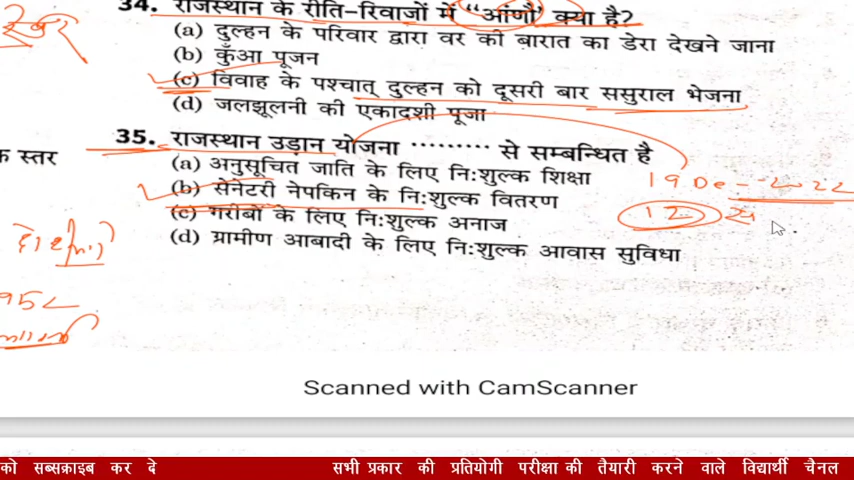 34. राजस्थान के रीति-रिवाजों में "आंणौ" क्या है?
(a) दुल्हन के परिवार द्वारा वर की बारात का डेरा देखने जाना
(b) कुँआ पूजन
(c) विवाह के पश्चात् दुल्हन को दूसरी बार ससुराल भेजना
(d) जलझूलनी की एकादशी पूजा
35. राजस्थान उड़ान योजना ......... से सम्बन्धित है
क स्तर
(a) अनुसूचित जाति के लिए निःशुल्क शिक्षा
19 De - 2022
(b) सेनेटरी नेपकिन के निःशुल्क वितरण
12
(c) गरीबों के लिए निःशुल्क अनाज
(d) ग्रामीण आबादी के लिए निःशुल्क आवास सुविधा
Scanned with CamScanner
को सब्सक्राइब कर दे सभी प्रकार की प्रतियोगी परीक्षा की तैयारी करने वाले विद्यार्थी चैनल